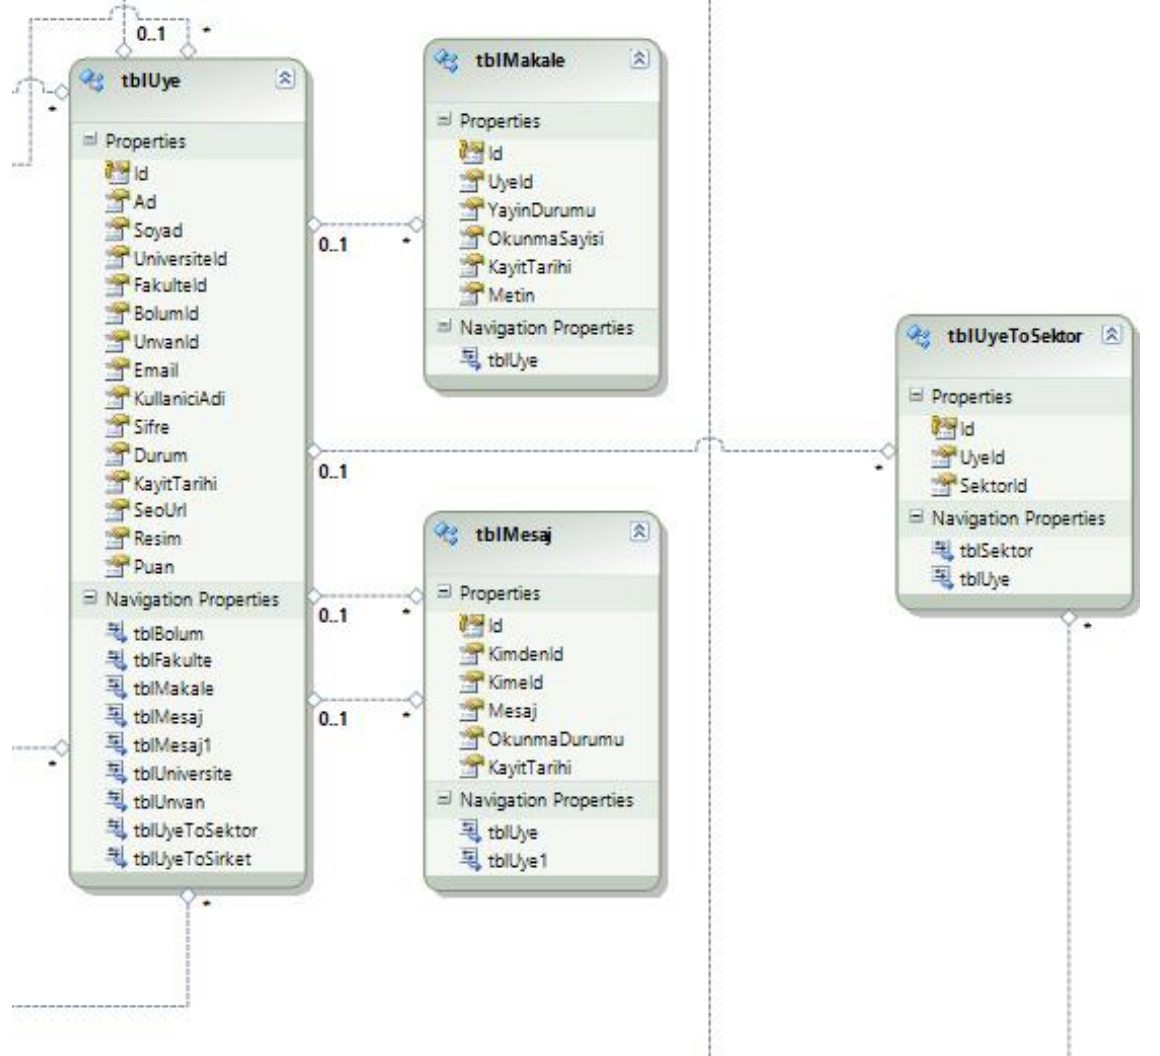 0..1 *
*
tblUye
Properties
Id
Ad
Soyad
UniversiteId
FakulteId
BolumId
UnvanId
Email
KullaniciAdi
Sifre
Durum
KayitTarihi
SeoUrl
Resim
Puan
Navigation Properties
tblBolum
tblFakulte
tblMakale
tblMesaj
tblMesaj1
tblUniversite
tblUnvan
tblUyeToSektor
tblUyeToSirket
*
*
0..1 *
0..1 *
0..1 *
0..1 *
tblMakale
Properties
Id
UyeId
YayinDurumu
OkunmaSayisi
KayitTarihi
Metin
Navigation Properties
tblUye
tblMesaj
Properties
Id
KimdenId
KimeId
Mesaj
OkunmaDurumu
KayitTarihi
Navigation Properties
tblUye
tblUye1
tblUyeToSektor
Properties
Id
UyeId
SektorId
Navigation Properties
tblSektor
tblUye
*